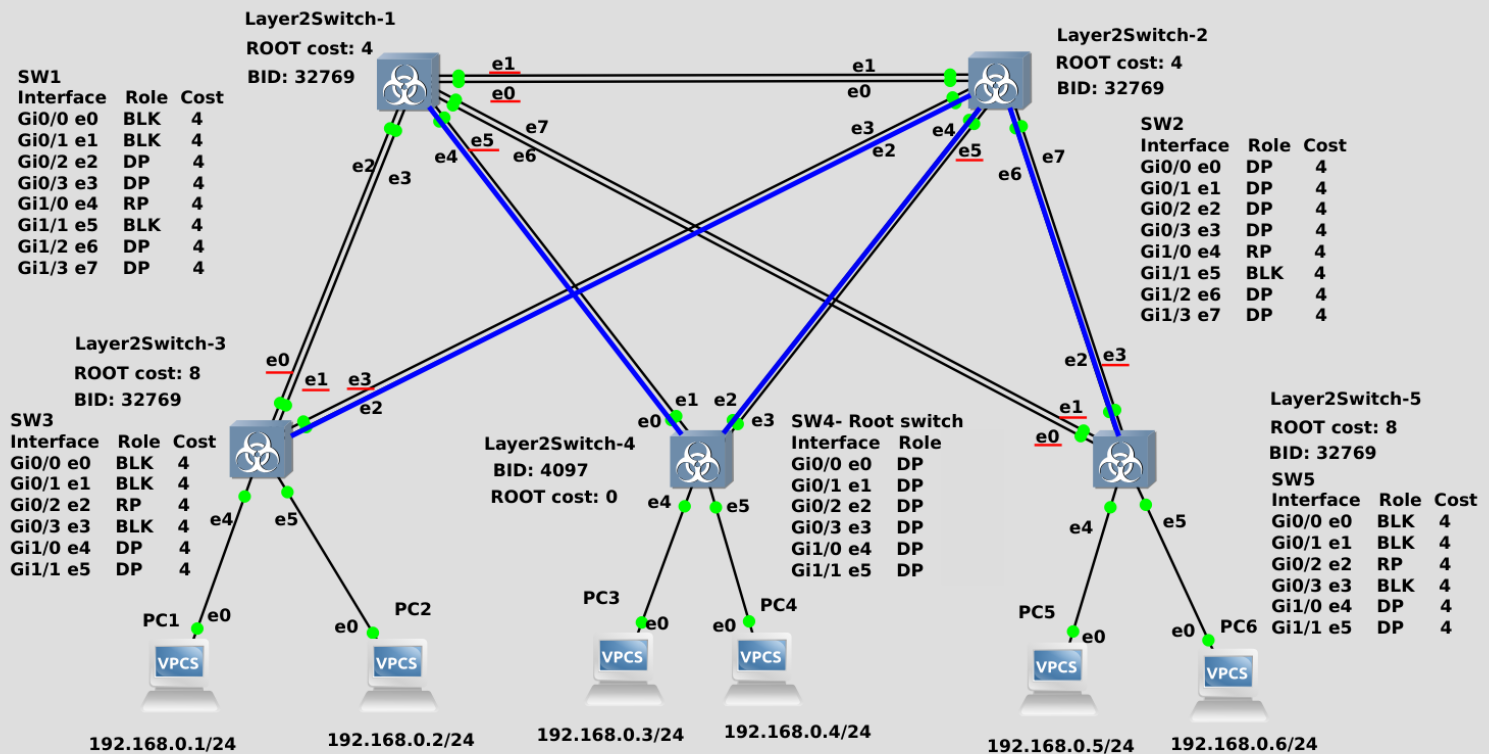 Layer2Switch-1
ROOT cost: 4
BID: 32769
SW1
Interface Role Cost
Gi0/0 e0 BLK 4
Gi0/1 e1 BLK 4
Gi0/2 e2 DP 4
Gi0/3 e3 DP 4
Gi1/0 e4 RP 4
Gi1/1 e5 BLK 4
Gi1/2 e6 DP 4
Gi1/3 e7 DP 4
e1
e0
e7
e6
e5
e4
e2
e3
Layer2Switch-2
ROOT cost: 4
BID: 32769
e1
e0
e3
e2
e4
e5
e7
e6
SW2
Interface Role Cost
Gi0/0 e0 DP 4
Gi0/1 e1 DP 4
Gi0/2 e2 DP 4
Gi0/3 e3 DP 4
Gi1/0 e4 RP 4
Gi1/1 e5 BLK 4
Gi1/2 e6 DP 4
Gi1/3 e7 DP 4
Layer2Switch-3
ROOT cost: 8
BID: 32769
SW3
Interface Role Cost
Gi0/0 e0 BLK 4
Gi0/1 e1 BLK 4
Gi0/2 e2 RP 4
Gi0/3 e3 BLK 4
Gi1/0 e4 DP 4
Gi1/1 e5 DP 4
e0
e1
e3
e2
e4
e5
Layer2Switch-4
BID: 4097
ROOT cost: 0
e1
e0
e2
e3
e4
e5
SW4- Root switch
Interface Role
Gi0/0 e0 DP
Gi0/1 e1 DP
Gi0/2 e2 DP
Gi0/3 e3 DP
Gi1/0 e4 DP
Gi1/1 e5 DP
e2
e3
e1
e0
e4
e5
Layer2Switch-5
ROOT cost: 8
BID: 32769
SW5
Interface Role Cost
Gi0/0 e0 BLK 4
Gi0/1 e1 BLK 4
Gi0/2 e2 RP 4
Gi0/3 e3 BLK 4
Gi1/0 e4 DP 4
Gi1/1 e5 DP 4
PC1
e0
VPCS
192.168.0.1/24
PC2
e0
VPCS
192.168.0.2/24
PC3
e0
VPCS
192.168.0.3/24
PC4
e0
VPCS
192.168.0.4/24
PC5
e0
VPCS
192.168.0.5/24
PC6
e0
VPCS
192.168.0.6/24